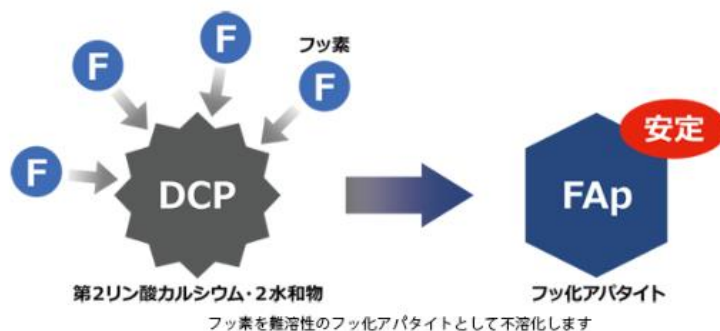 F
F
フッ素
F
F
安定
DCP
FAp
第2リン酸カルシウム・2水和物
フッ化アパタイト
フッ素を難溶性のフッ化アパタイトとして不溶化します